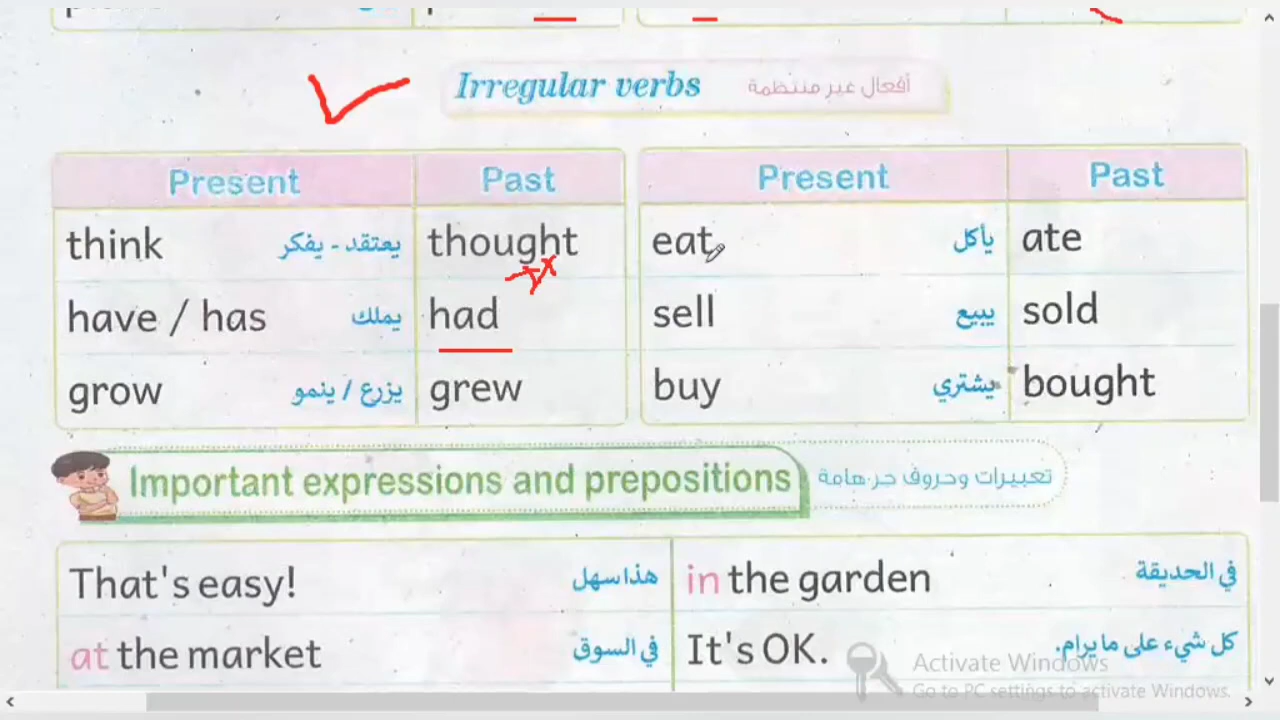 Irregular verbs أفعال غير منتظمة
Present Past Present Past
think يعتقد - يفكر thought eat يأكل ate
have / has يملك had sell يبيع sold
grow يزرع / ينمو grew buy يشتري bought
Important expressions and prepositions تعبيرات وحروف جر هامة
That's easy! هذا سهل in the garden في الحديقة
at the market في السوق It's OK. كل شيء على ما يرام.
Activate Windows
Go to PC settings to activate Windows.